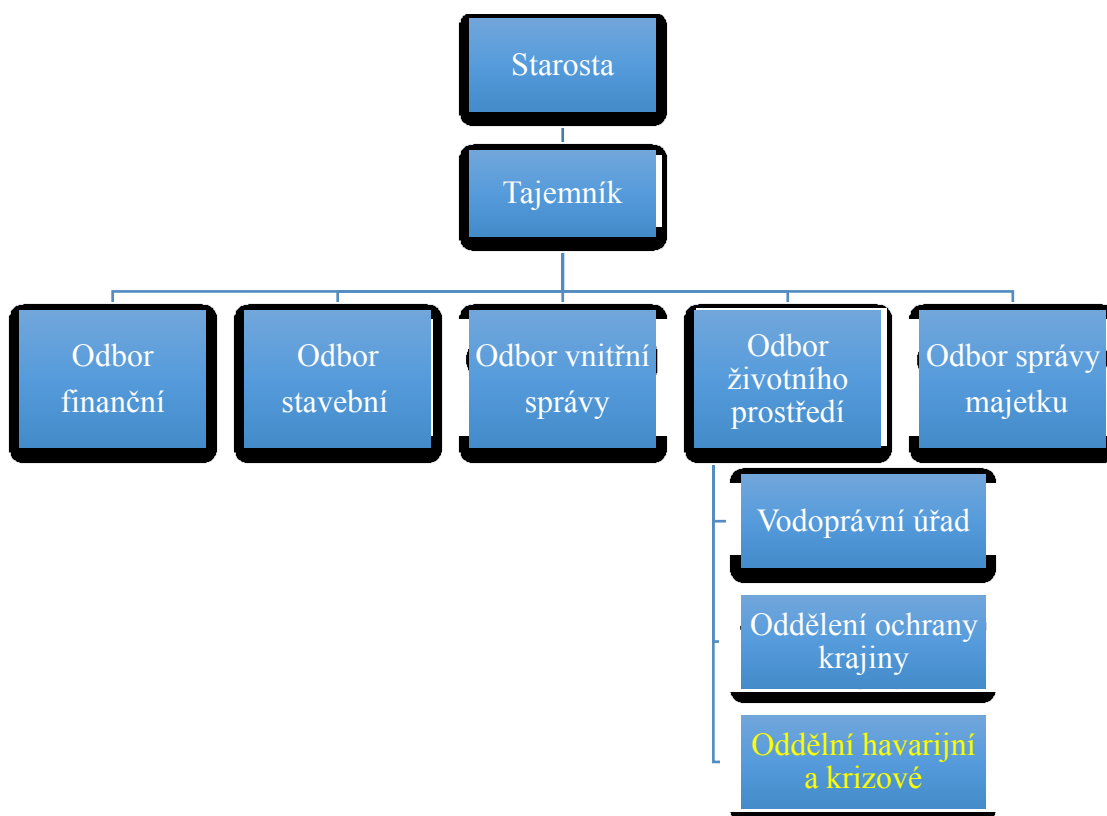 Starosta
Tajemník
Odbor
finanční
Odbor
stavební
Odbor vnitřní
správy
Odbor
životního
prostředí
Odbor správy
majetku
Vodoprávní úřad
Oddělení ochrany
krajiny
Oddělní havarijní
a krizové